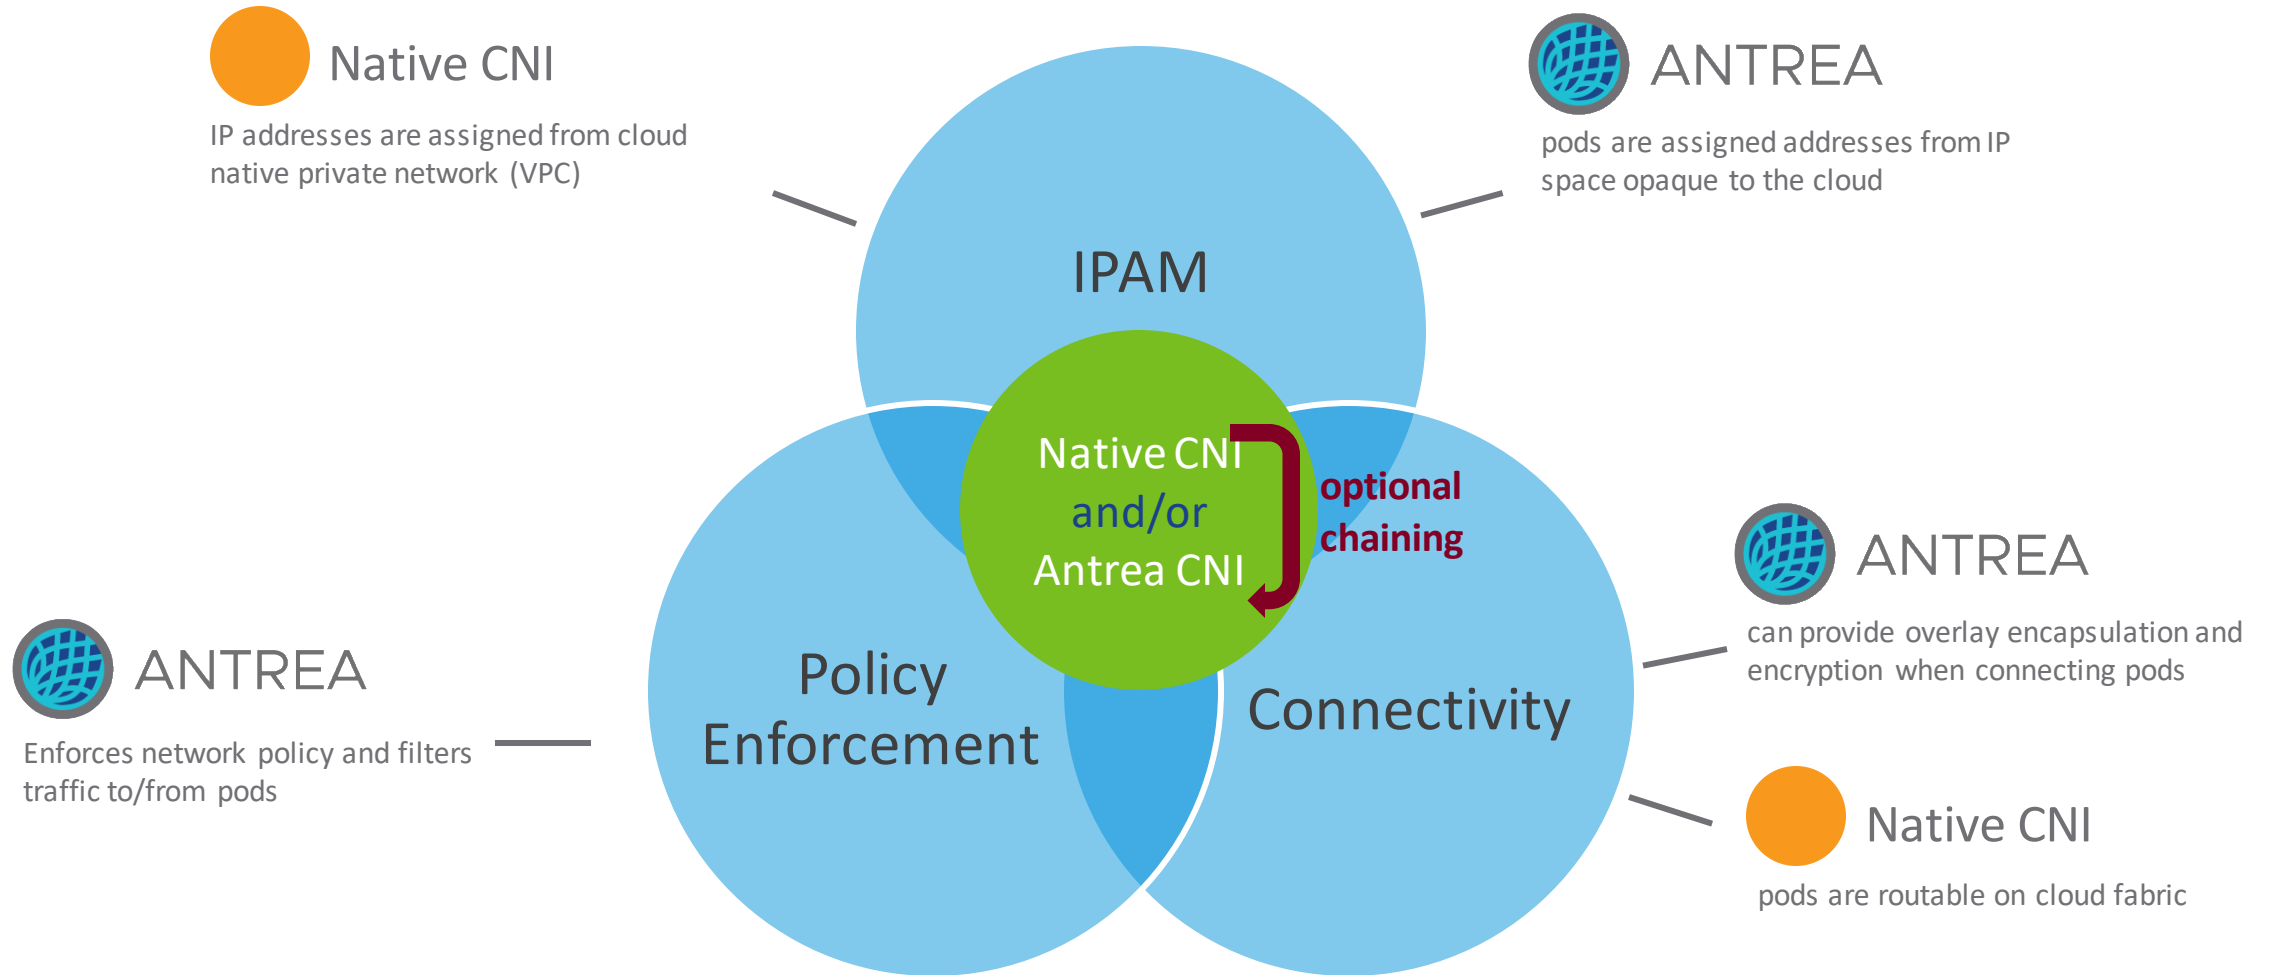 Native CNI
IP addresses are assigned from cloud
native private network (VPC)
ANTREA
pods are assigned addresses from IP
space opaque to the cloud
IPAM
Native CNI
and/or
Antrea CNI
optional
chaining
ANTREA
can provide overlay encapsulation and
encryption when connecting pods
ANTREA
Enforces network policy and filters
traffic to/from pods
Policy
Enforcement
Connectivity
Native CNI
pods are routable on cloud fabric